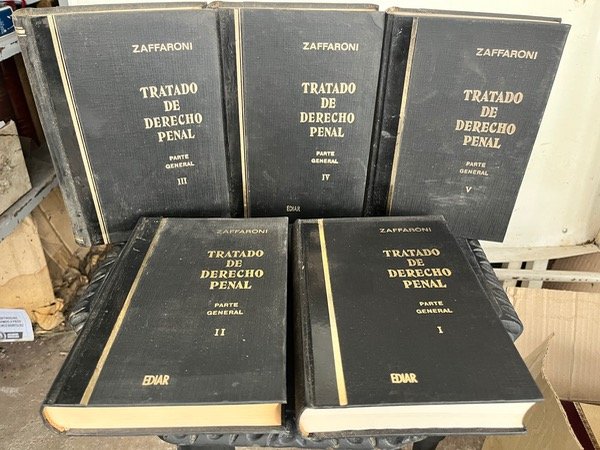 ZAFFARONI
TRATADO
DE
DERECHO
PENAL
PARTE
GENERAL
III
ZAFFARONI
TRATADO
DE
DERECHO
PENAL
PARTE
GENERAL
IV
EDIAR
ZAFFARONI
TRATADO
DE
DERECHO
PENAL
PARTE
GENERAL
V
ZAFFARONI
TRATADO
DE
DERECHO
PENAL
PARTE
GENERAL
II
EDIAR
ZAFFARONI
TRATADO
DE
DERECHO
PENAL
PARTE
GENERAL
I
EDIAR